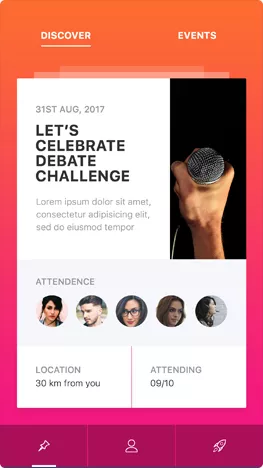 DISCOVER
EVENTS
31ST AUG, 2017
LET'S
CELEBRATE
DEBATE
CHALLENGE
Lorem ipsum dolor sit amet,
consectetur adipisicing elit,
sed do eiusmod tempor
ATTENDENCE
LOCATION
30 km from you
ATTENDING
09/10